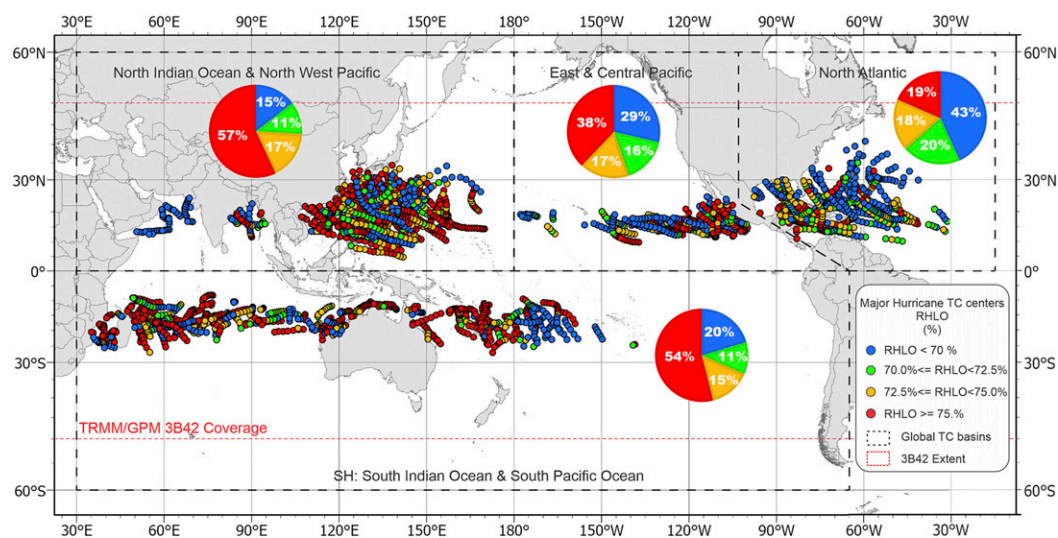 30°E 60°E 90°E 120°E 150°E 180° 150°W 120°W 90°W 60°W 30°W
60°N 60°N
North Indian Ocean & North West Pacific East & Central Pacific North Atlantic
15%
11%
17%
57%
29%
16%
17%
38%
43%
20%
18%
19%
30°N 30°N
0° 0°
Major Hurricane TC centers
RHLO
(%)
RHLO < 70 %
70.0%<= RHLO<72.5%
72.5%<= RHLO<75.0%
RHLO >= 75.%
Global TC basins
3B42 Extent
20%
11%
15%
54%
30°S 30°S
TRMM/GPM 3B42 Coverage
SH: South Indian Ocean & South Pacific Ocean
60°S 60°S
30°E 60°E 90°E 120°E 150°E 180° 150°W 120°W 90°W 60°W 30°W